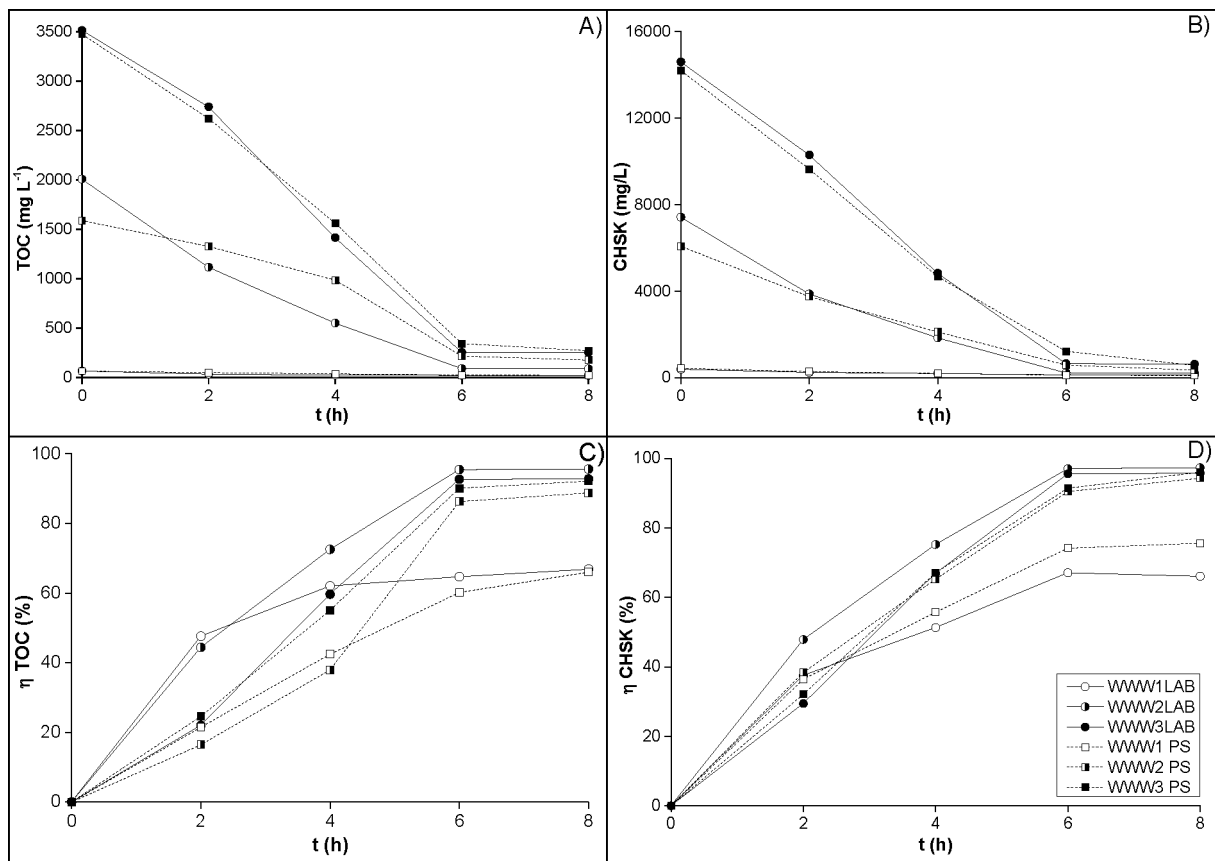 A)
3500
3000
2500
2000
1500
1000
500
0
TOC (mg L⁻¹)
0 2 4 6 8
t (h)
B)
16000
12000
8000
4000
0
CHSK (mg/L)
0 2 4 6 8
t (h)
C)
100
80
60
40
20
0
η TOC (%)
0 2 4 6 8
t (h)
D)
100
80
60
40
20
0
η CHSK (%)
0 2 4 6 8
t (h)
WWW1LAB
WWW2LAB
WWW3LAB
WWW1 PS
WWW2 PS
WWW3 PS